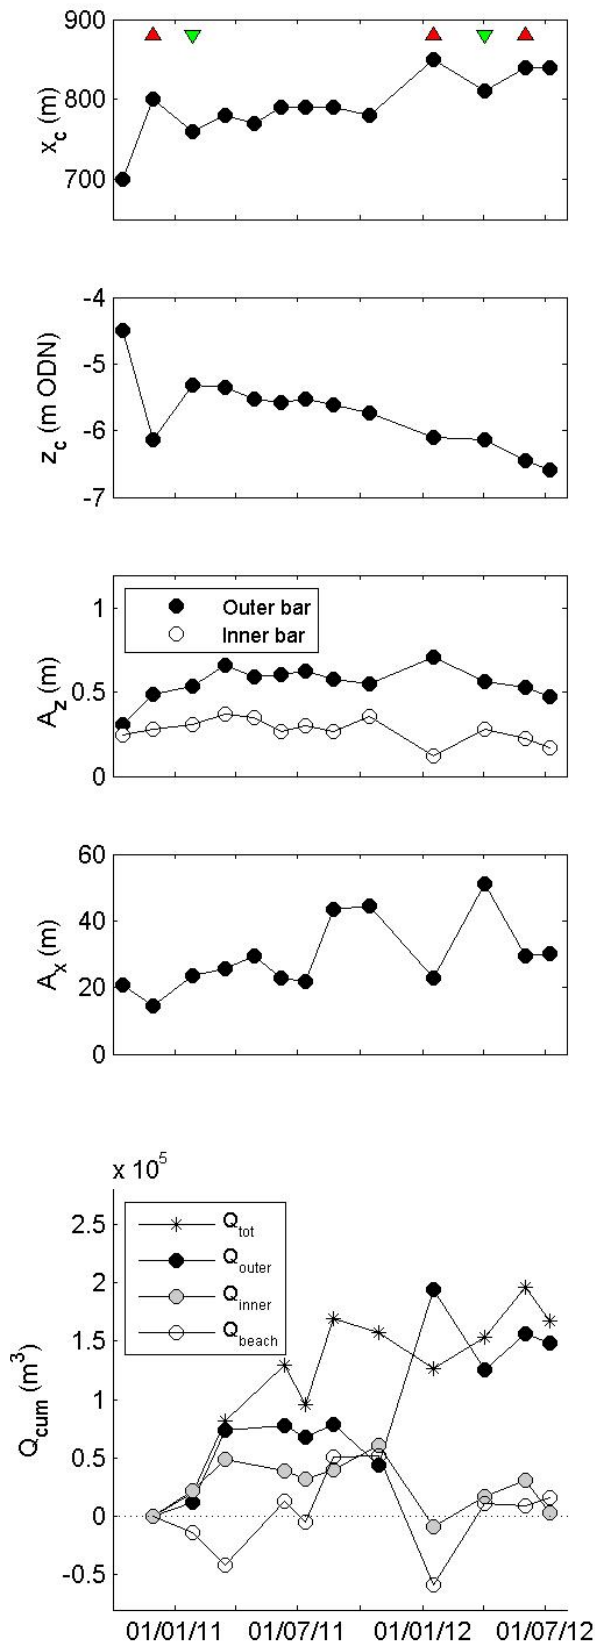 900
800
700
x_c (m)
-4
-5
-6
-7
z_c (m ODN)
1
0.5
0
A_z (m)
Outer bar
Inner bar
60
40
20
0
A_x (m)
x 10^5
2.5
2
1.5
1
0.5
0
-0.5
Q_cum (m^3)
Q_tot
Q_outer
Q_inner
Q_beach
01/01/11 01/07/11 01/01/12 01/07/12